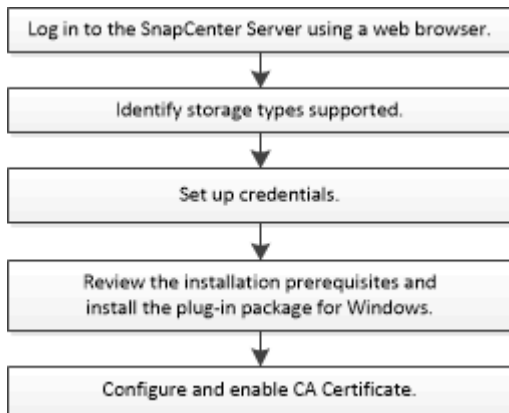 Log in to the SnapCenter Server using a web browser.
Identify storage types supported.
Set up credentials.
Review the installation prerequisites and
install the plug-in package for Windows.
Configure and enable CA Certificate.